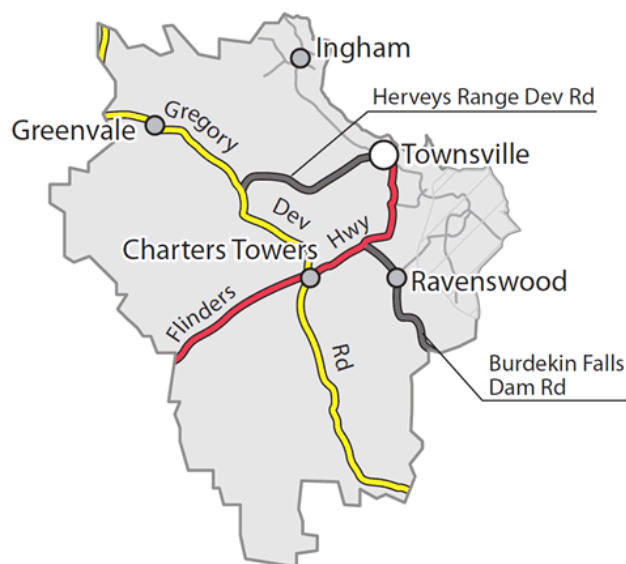 Ingham
Herveys Range Dev Rd
Greenvale
Gregory
Townsville
Dev
Charters Towers
Hwy
Ravenswood
Flinders
Rd
Burdekin Falls
Dam Rd